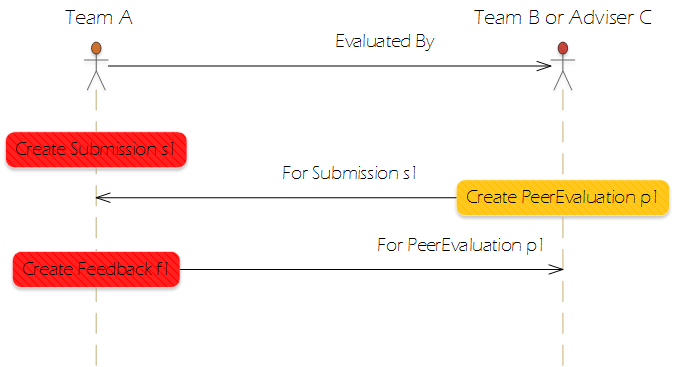 Team A
Team B or Adviser C
Evaluated By
Create Submission s1
For Submission s1
Create PeerEvaluation p1
For PeerEvaluation p1
Create Feedback f1